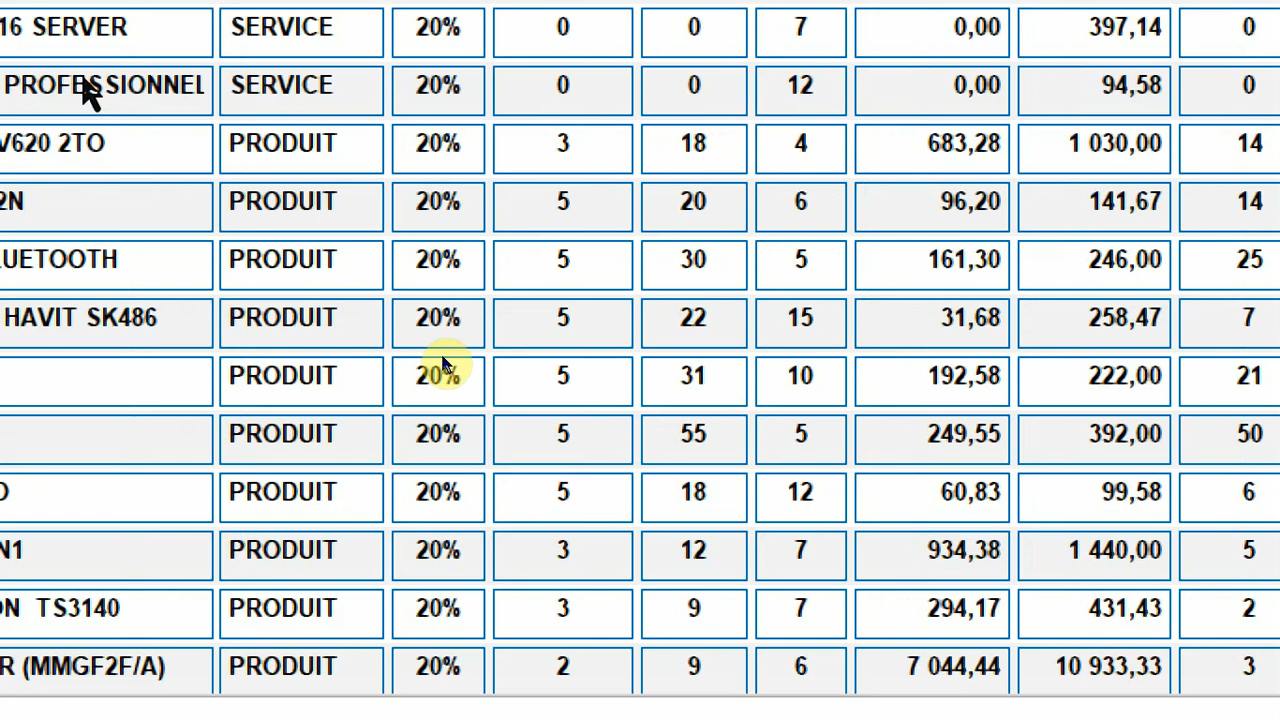 16 SERVER SERVICE 20% 0 0 7 0,00 397,14 0
PROFESSIONNEL SERVICE 20% 0 0 12 0,00 94,58 0
V620 2TO PRODUIT 20% 3 18 4 683,28 1 030,00 14
2N PRODUIT 20% 5 20 6 96,20 141,67 14
LUETOOTH PRODUIT 20% 5 30 5 161,30 246,00 25
HAVIT SK486 PRODUIT 20% 5 22 15 31,68 258,47 7
PRODUIT 20% 5 31 10 192,58 222,00 21
PRODUIT 20% 5 55 5 249,55 392,00 50
O PRODUIT 20% 5 18 12 60,83 99,58 6
N1 PRODUIT 20% 3 12 7 934,38 1 440,00 5
ON TS3140 PRODUIT 20% 3 9 7 294,17 431,43 2
R (MMGF2F/A) PRODUIT 20% 2 9 6 7 044,44 10 933,33 3